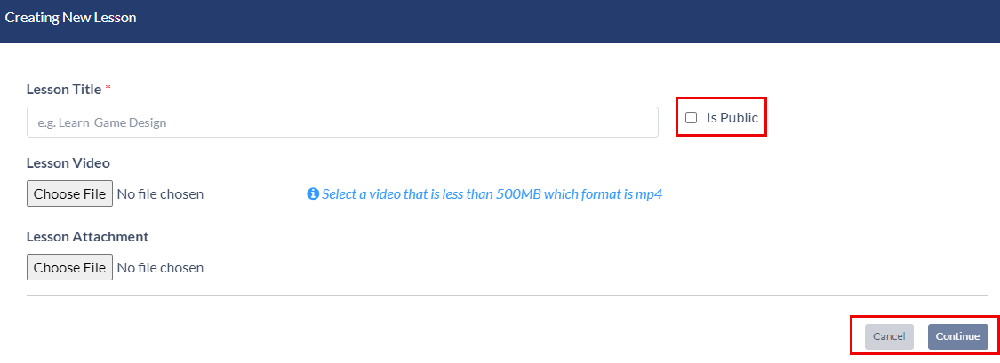 Creating New Lesson
Lesson Title *
e.g. Learn Game Design
Is Public
Lesson Video
Choose File No file chosen
Select a video that is less than 500MB which format is mp4
Lesson Attachment
Choose File No file chosen
Cancel Continue